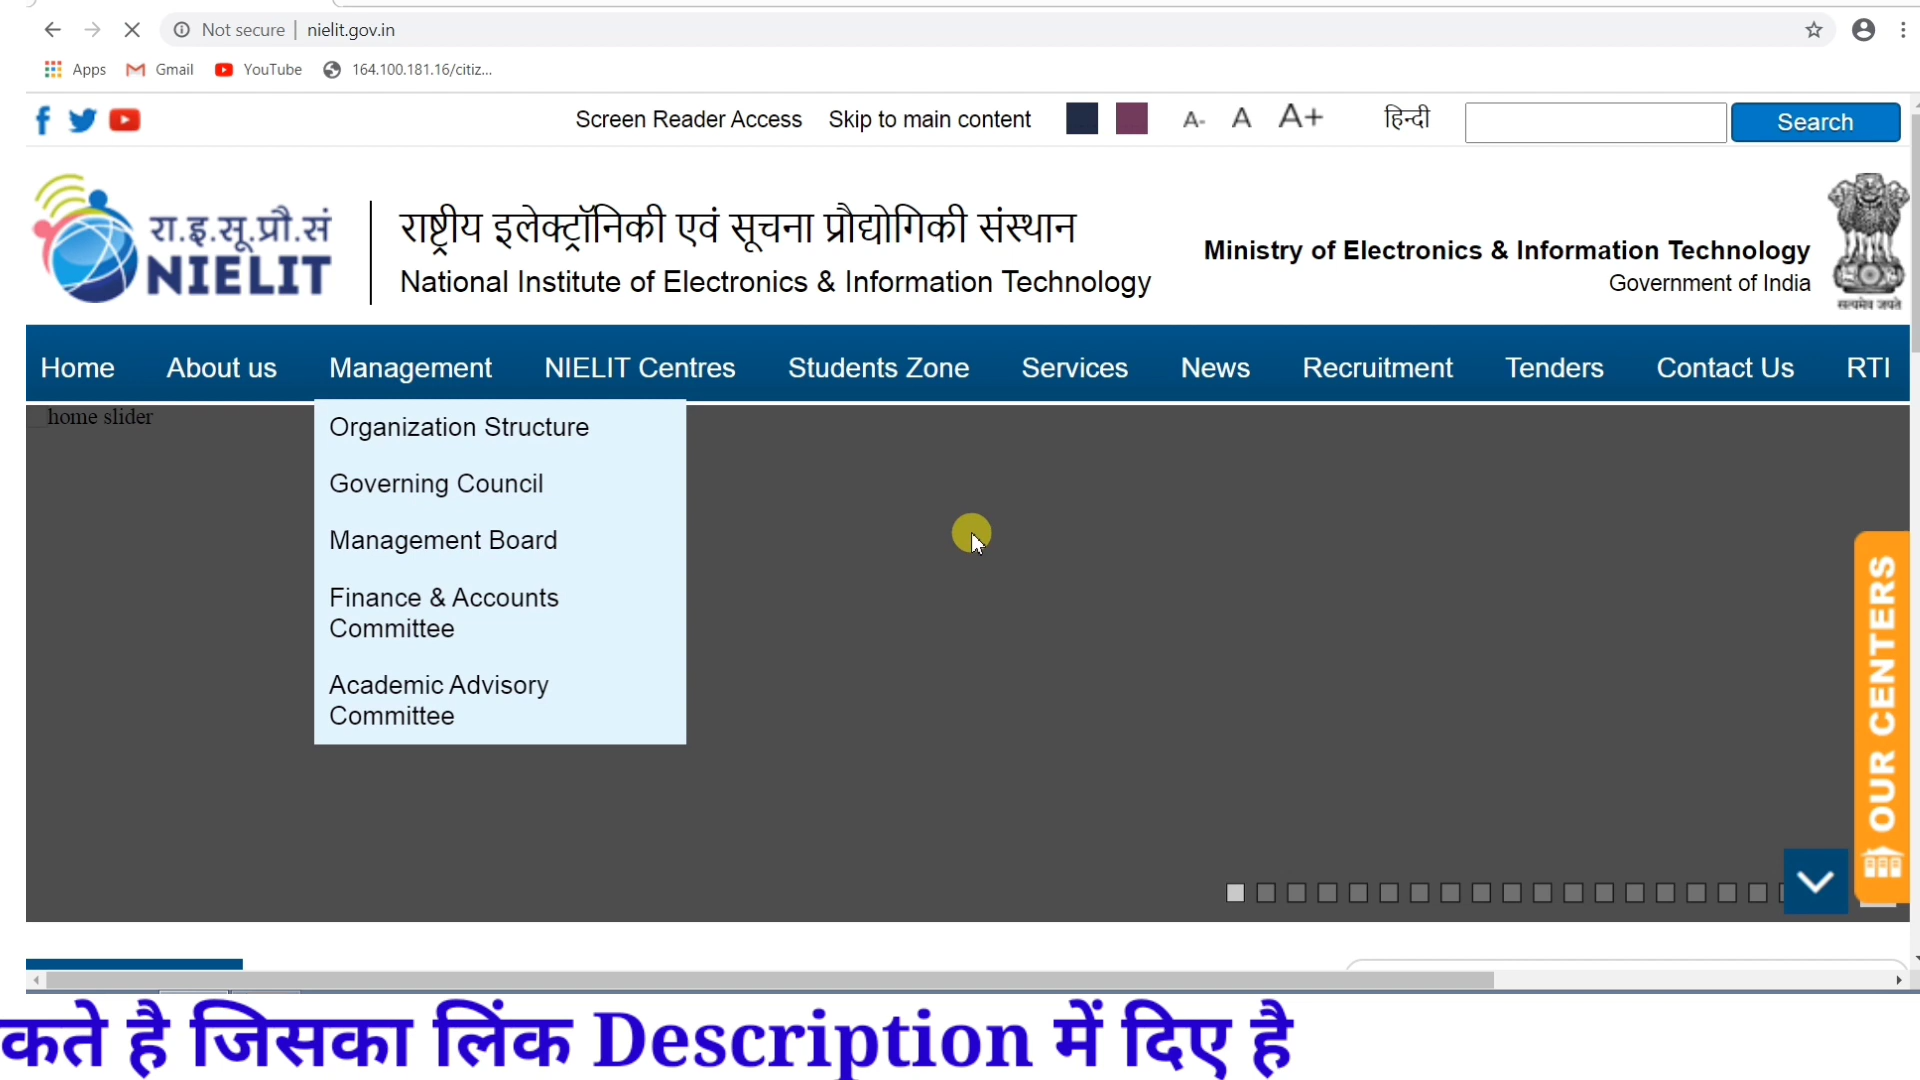 Not secure | nielit.gov.in
Apps Gmail YouTube 164.100.181.16/citiz...
Screen Reader Access Skip to main content A- A A+ हिन्दी Search
रा.इ.सू.प्रौ.सं
NIELIT
राष्ट्रीय इलेक्ट्रॉनिकी एवं सूचना प्रौद्योगिकी संस्थान
National Institute of Electronics & Information Technology
Ministry of Electronics & Information Technology
Government of India
सत्यमेव जयते
Home About us Management NIELIT Centres Students Zone Services News Recruitment Tenders Contact Us RTI
home slider
Organization Structure
Governing Council
Management Board
Finance & Accounts
Committee
Academic Advisory
Committee
OUR CENTERS
कते है जिसका लिंक Description में दिए है